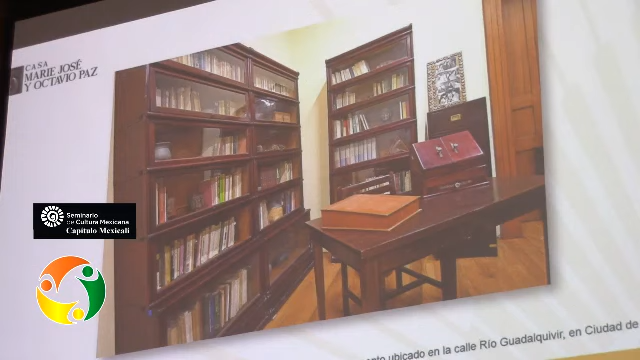 CASA
MARIE JOSÉ
Y OCTAVIO PAZ
Seminario
de Cultura Mexicana
Capítulo Mexicali
ubicado en la calle Río Guadalquivir, en Ciudad de